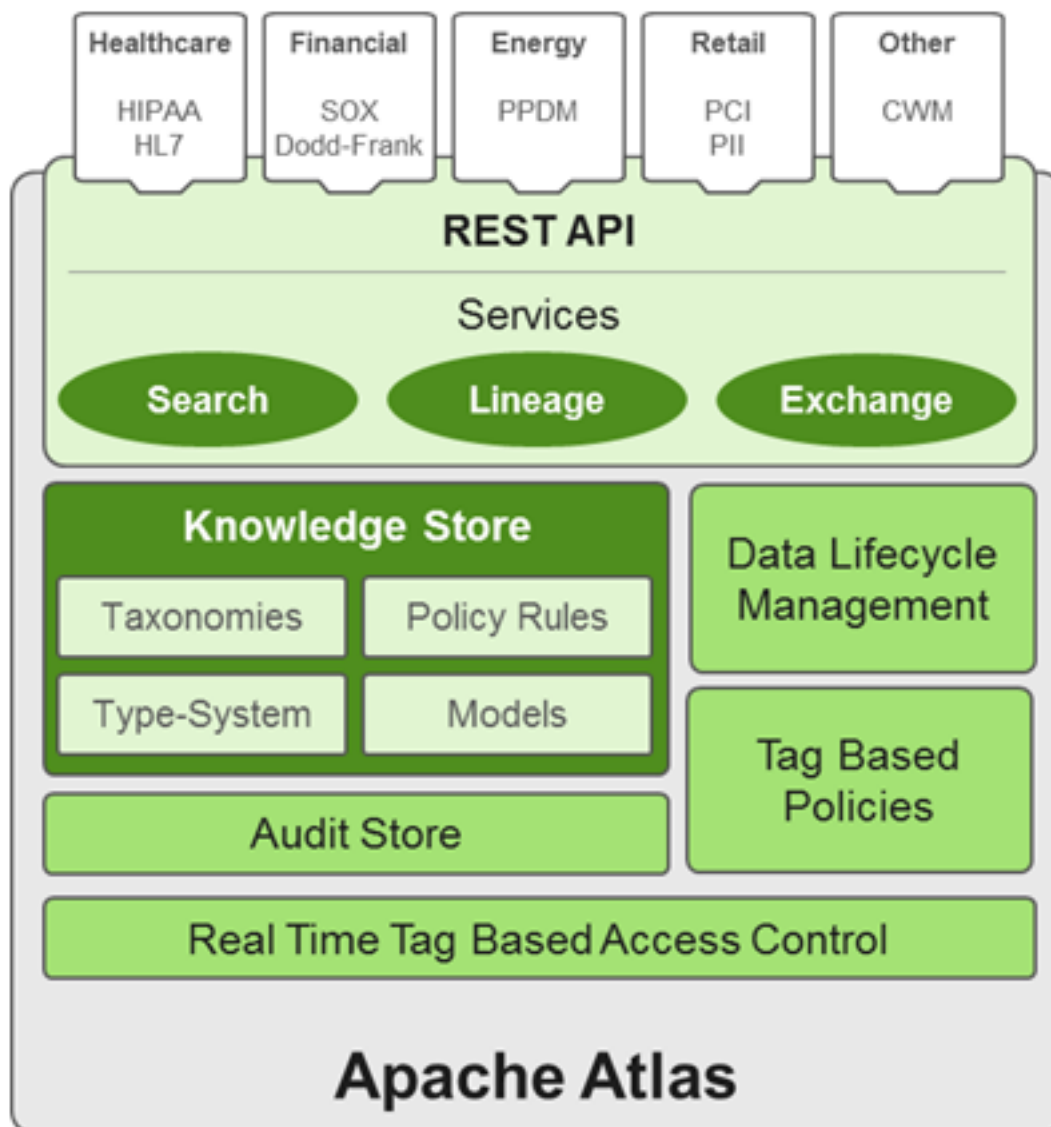 Healthcare
HIPAA
HL7
Financial
SOX
Dodd-Frank
Energy
PPDM
Retail
PCI
PII
Other
CWM
REST API
Services
Search
Lineage
Exchange
Knowledge Store
Taxonomies
Policy Rules
Type-System
Models
Data Lifecycle
Management
Tag Based
Policies
Audit Store
Real Time Tag Based Access Control
Apache Atlas